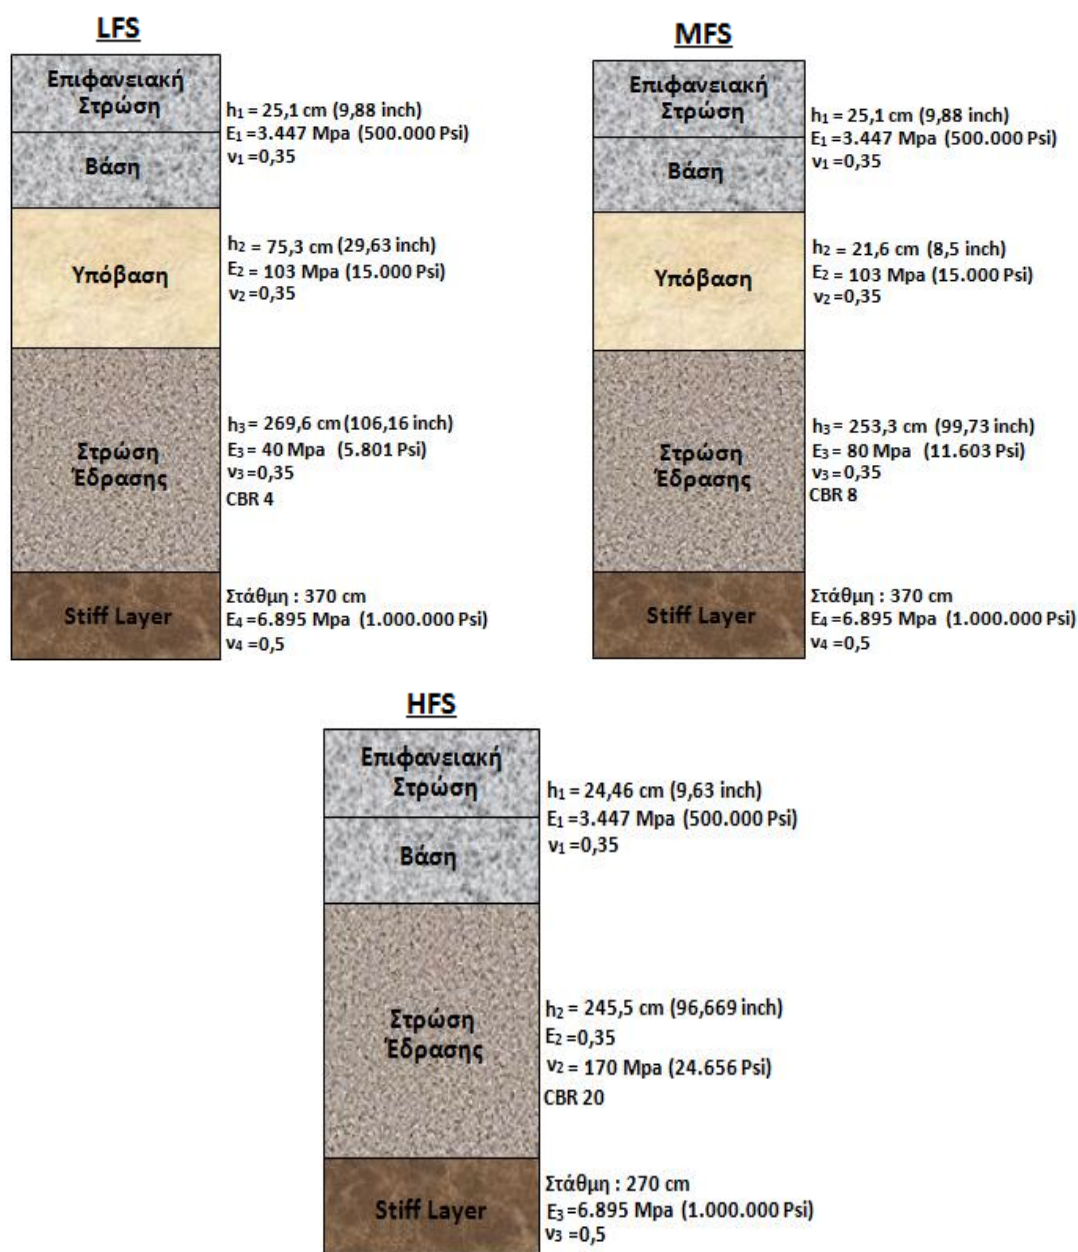 LFS
Επιφανειακή
Στρώση
h₁ = 25,1 cm (9,88 inch)
E₁ =3.447 Mpa (500.000 Psi)
ν₁ =0,35
Βάση
h₂ = 75,3 cm (29,63 inch)
E₂ = 103 Mpa (15.000 Psi)
ν₂ =0,35
Υπόβαση
h₃ = 269,6 cm (106,16 inch)
E₃ = 40 Mpa (5.801 Psi)
ν₃ =0,35
CBR 4
Στρώση
Έδρασης
Στάθμη : 370 cm
E₄ =6.895 Mpa (1.000.000 Psi)
ν₄ =0,5
Stiff Layer
MFS
Επιφανειακή
Στρώση
h₁ = 25,1 cm (9,88 inch)
E₁ =3.447 Mpa (500.000 Psi)
ν₁ =0,35
Βάση
h₂ = 21,6 cm (8,5 inch)
E₂ = 103 Mpa (15.000 Psi)
ν₂ =0,35
Υπόβαση
h₃ = 253,3 cm (99,73 inch)
E₃ = 80 Mpa (11.603 Psi)
ν₃ =0,35
CBR 8
Στρώση
Έδρασης
Στάθμη : 370 cm
E₄ =6.895 Mpa (1.000.000 Psi)
ν₄ =0,5
Stiff Layer
HFS
Επιφανειακή
Στρώση
h₁ = 24,46 cm (9,63 inch)
E₁ =3.447 Mpa (500.000 Psi)
ν₁ =0,35
Βάση
h₂ = 245,5 cm (96,669 inch)
E₂ =0,35
ν₂ = 170 Mpa (24.656 Psi)
CBR 20
Στρώση
Έδρασης
Στάθμη : 270 cm
E₃ =6.895 Mpa (1.000.000 Psi)
ν₃ =0,5
Stiff Layer